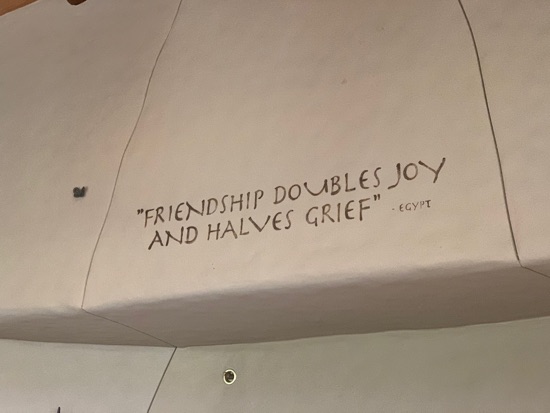 "FRIENDSHIP DOUBLES JOY
AND HALVES GRIEF" - EGYPT